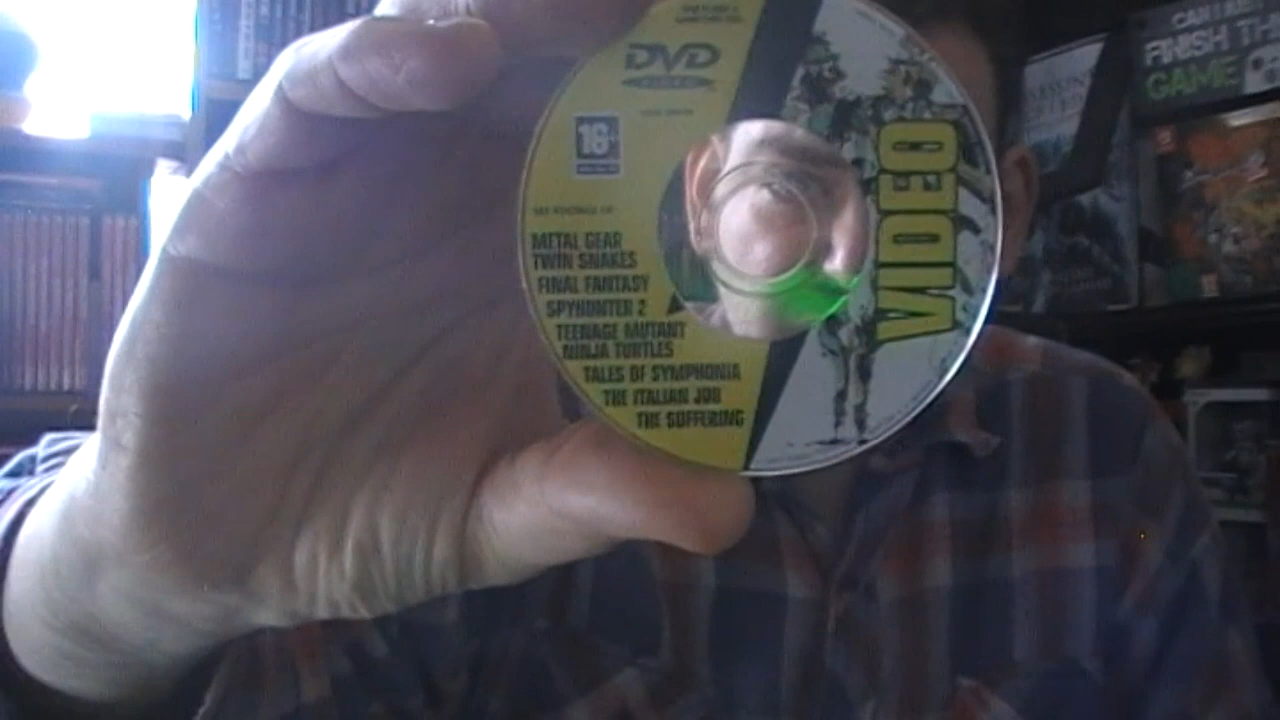 DVD
16+
METAL GEAR
TWIN SNAKES
FINAL FANTASY
SPYHUNTER 2
TEENAGE MUTANT
NINJA TURTLES
TALES OF SYMPHONIA
THE ITALIAN JOB
THE SUFFERING
VIDEO
FINISH
GAME